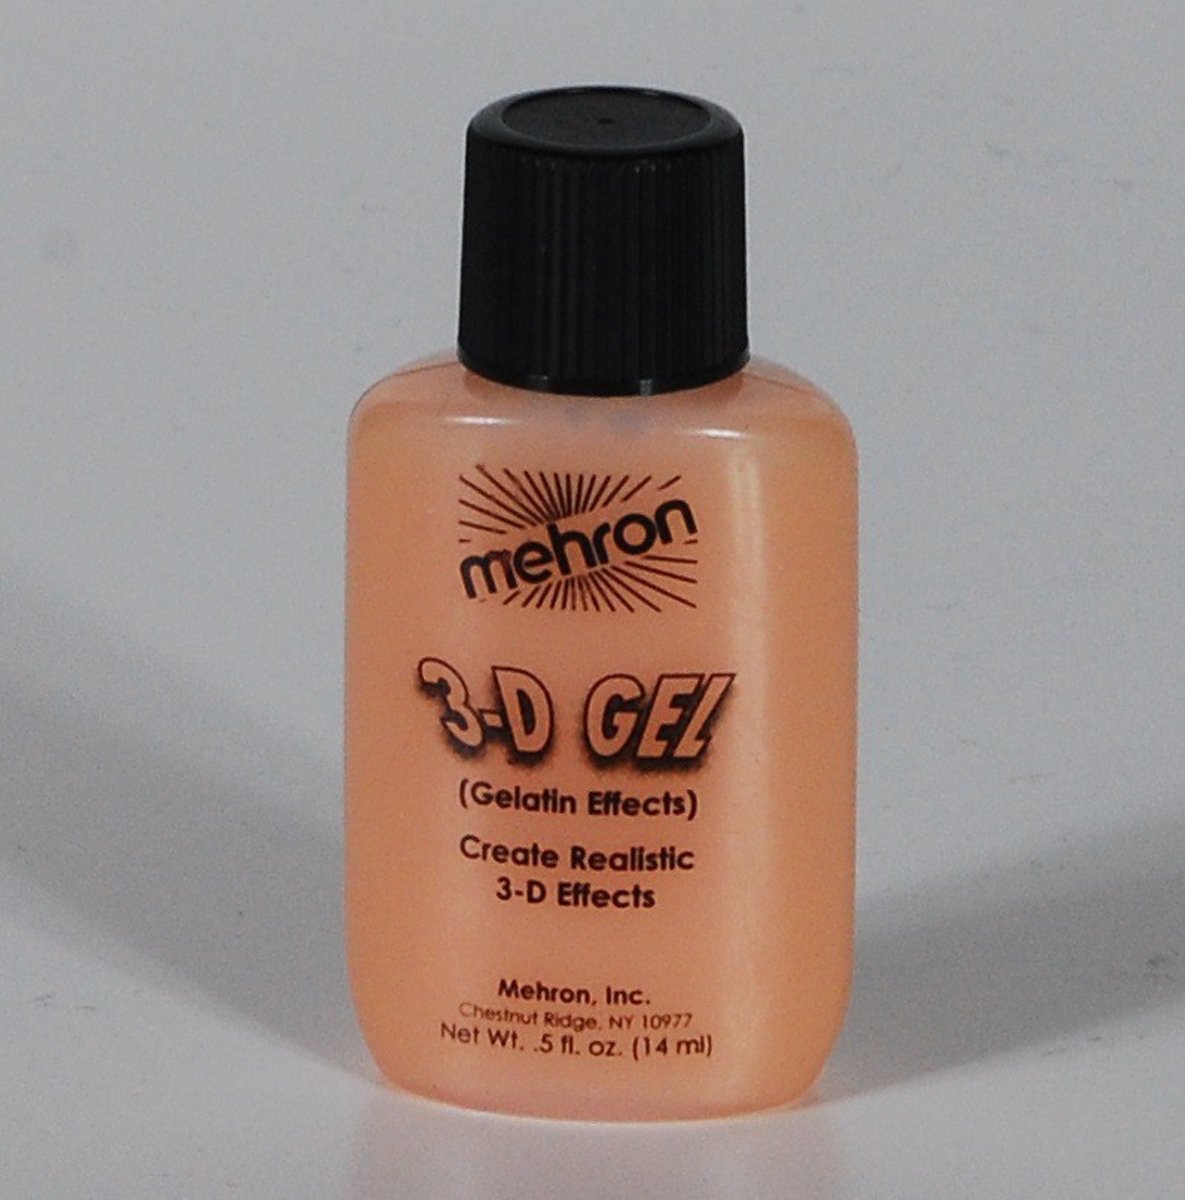 mehron
3-D GEL
(Gelatin Effects)
Create Realistic
3-D Effects
Mehron, Inc.
Chestnut Ridge, NY 10977
Net Wt. .5 fl. oz. (14 ml)